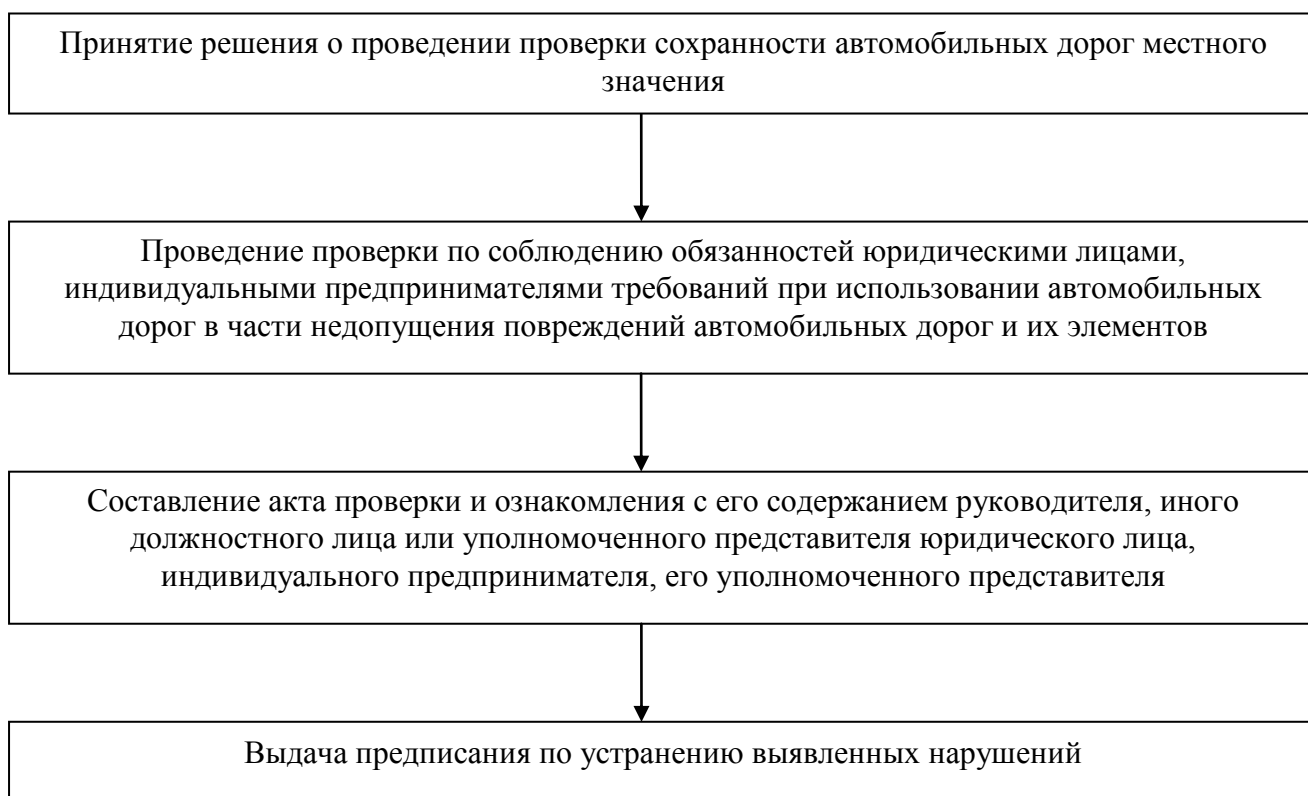 Принятие решения о проведении проверки сохранности автомобильных дорог местного
значения
Проведение проверки по соблюдению обязанностей юридическими лицами,
индивидуальными предпринимателями требований при использовании автомобильных
дорог в части недопущения повреждений автомобильных дорог и их элементов
Составление акта проверки и ознакомления с его содержанием руководителя, иного
должностного лица или уполномоченного представителя юридического лица,
индивидуального предпринимателя, его уполномоченного представителя
Выдача предписания по устранению выявленных нарушений